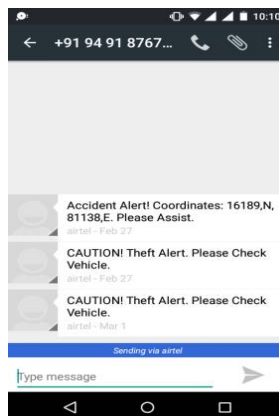 10:10
+91 94 91 8767...
Accident Alert! Coordinates: 16189,N,
81138,E. Please Assist.
airtel - Feb 27
CAUTION! Theft Alert. Please Check
Vehicle.
airtel - Feb 27
CAUTION! Theft Alert. Please Check
Vehicle.
airtel - Mar 1
Sending via airtel
Type message